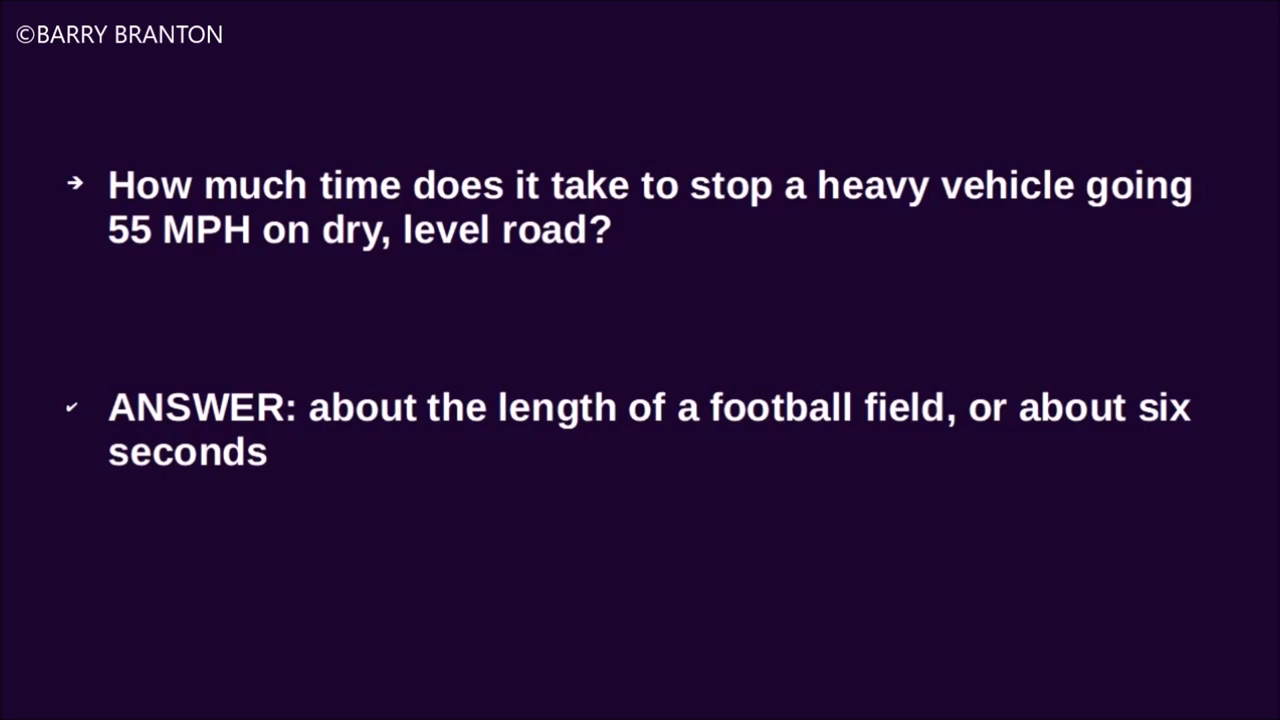 ©BARRY BRANTON
➔ How much time does it take to stop a heavy vehicle going
55 MPH on dry, level road?
✔ ANSWER: about the length of a football field, or about six
seconds